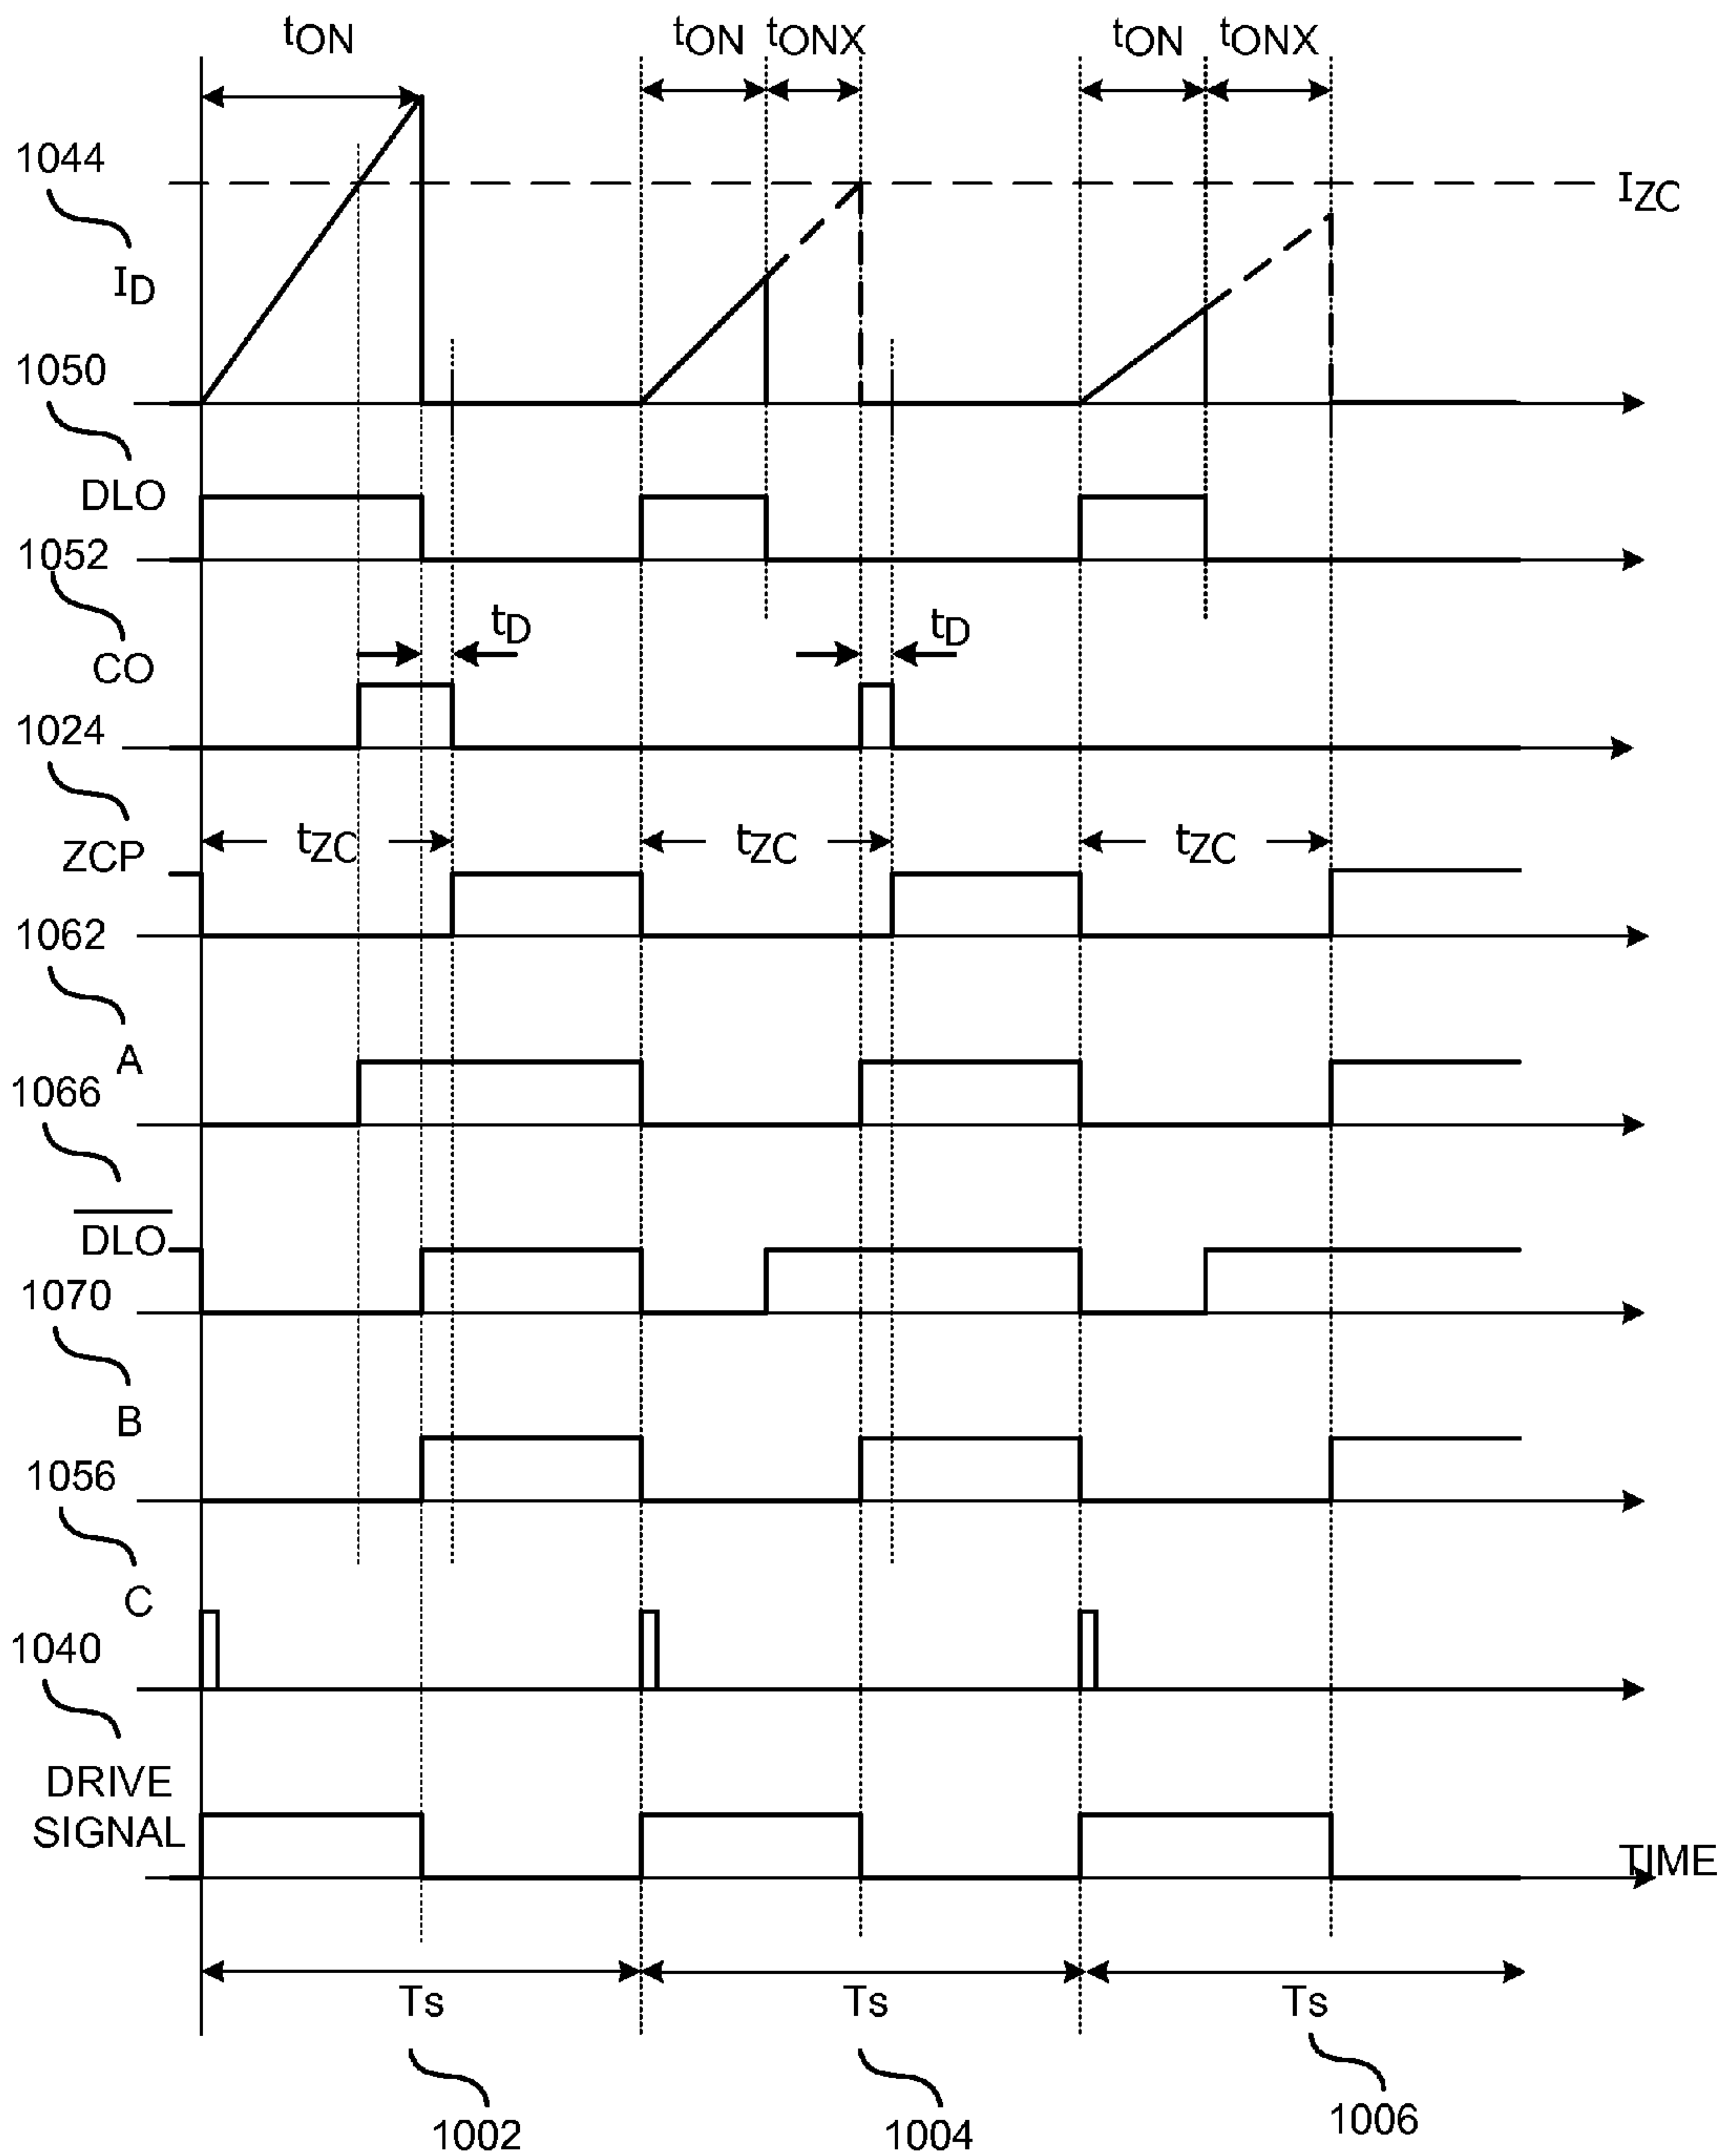 tON tON tONX tON tONX
1044
IZC
ID
1050
DLO
1052
tD tD
CO
1024
tZC tZC tZC
ZCP
1062
A
1066
DLO
1070
B
1056
C
1040
DRIVE
SIGNAL
TIME
Ts Ts Ts
1002 1004 1006